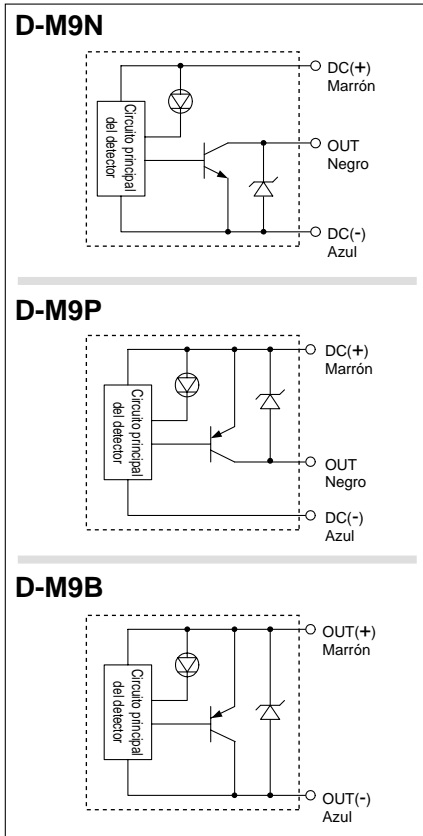 D-M9N
DC(+)
Marrón
Circuito principal
del detector
OUT
Negro
DC(-)
Azul
D-M9P
DC(+)
Marrón
Circuito principal
del detector
OUT
Negro
DC(-)
Azul
D-M9B
OUT(+)
Marrón
Circuito principal
del detector
OUT(-)
Azul